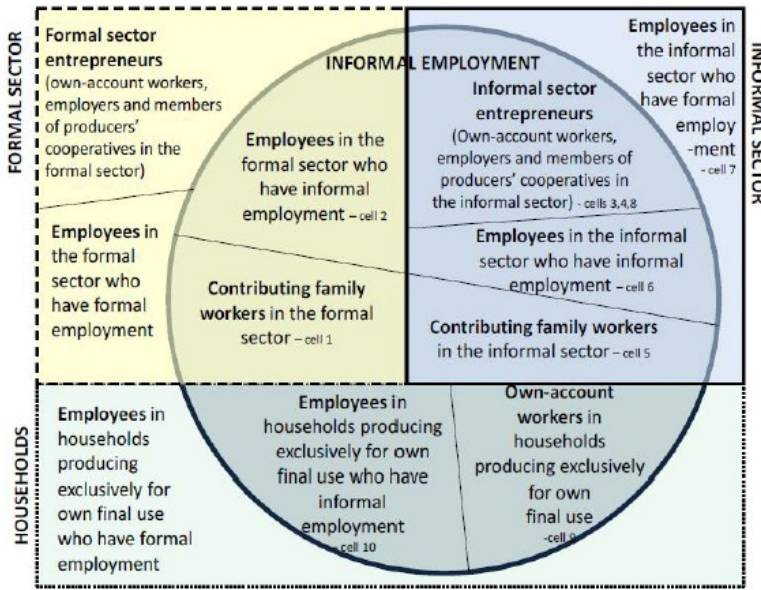 FORMAL SECTOR
Formal sector
entrepreneurs
(own-account workers,
employers and members
of producers'
cooperatives in the
formal sector)
Employees in
the formal
sector who
have formal
employment
INFORMAL EMPLOYMENT
Employees in the
formal sector who
have informal
employment – cell 2
Contributing family
workers in the formal
sector – cell 1
Informal sector
entrepreneurs
(Own-account workers,
employers and members of
producers' cooperatives in
the informal sector) - cells 3,4,8
Employees in the informal
sector who have informal
employment – cell 6
Contributing family workers
in the informal sector – cell 5
Employees in
the informal
sector who
have formal
employ
-ment
- cell 7
INFORMAL SECTOR
HOUSEHOLDS
Employees in
households
producing
exclusively for
own final use
who have formal
employment
Employees in
households producing
exclusively for own
final use who have
informal
employment
– cell 10
Own-account
workers in
households
producing exclusively
for own
final use
-cell 9